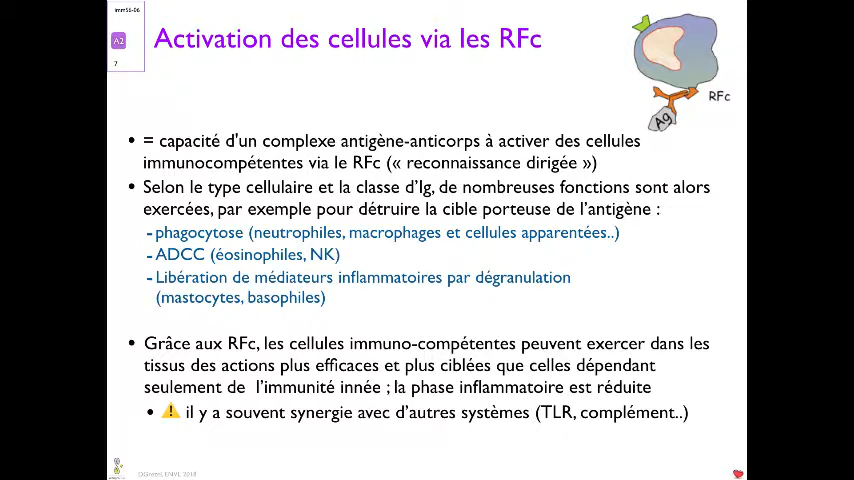 Imm56-06
A2
7
Activation des cellules via les RFc
RFc
Ag
• = capacité d'un complexe antigène-anticorps à activer des cellules
immunocompétentes via le RFc (« reconnaissance dirigée »)
• Selon le type cellulaire et la classe d'Ig, de nombreuses fonctions sont alors
exercées, par exemple pour détruire la cible porteuse de l'antigène :
- phagocytose (neutrophiles, macrophages et cellules apparentées..)
- ADCC (éosinophiles, NK)
- Libération de médiateurs inflammatoires par dégranulation
(mastocytes, basophiles)
• Grâce aux RFc, les cellules immuno-compétentes peuvent exercer dans les
tissus des actions plus efficaces et plus ciblées que celles dépendant
seulement de l'immunité innée ; la phase inflammatoire est réduite
• ⚠ il y a souvent synergie avec d'autres systèmes (TLR, complément..)
ENVL 2018